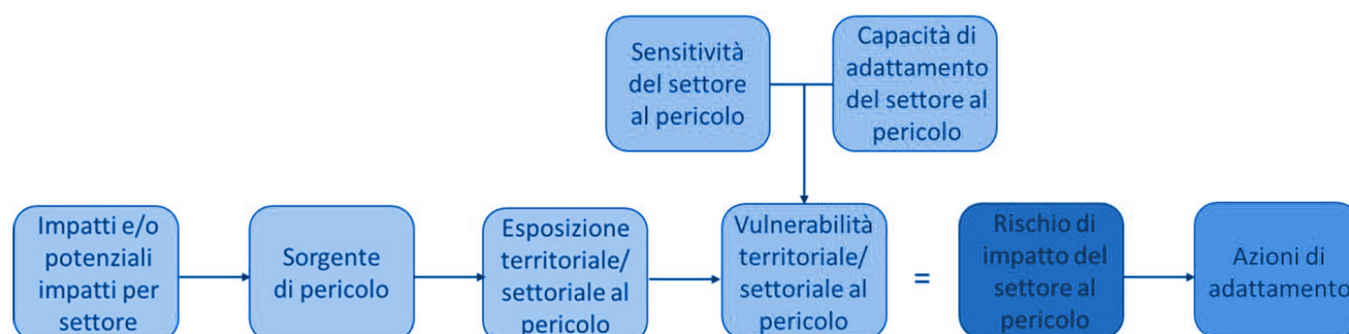 Sensitività
del settore
al pericolo
Capacità di
adattamento
del settore al
pericolo
Impatti e/o
potenziali
impatti per
settore
Sorgente
di pericolo
Esposizione
territoriale/
settoriale al
pericolo
Vulnerabilità
territoriale/
settoriale al
pericolo
=
Rischio di
impatto del
settore al
pericolo
Azioni di
adattamento